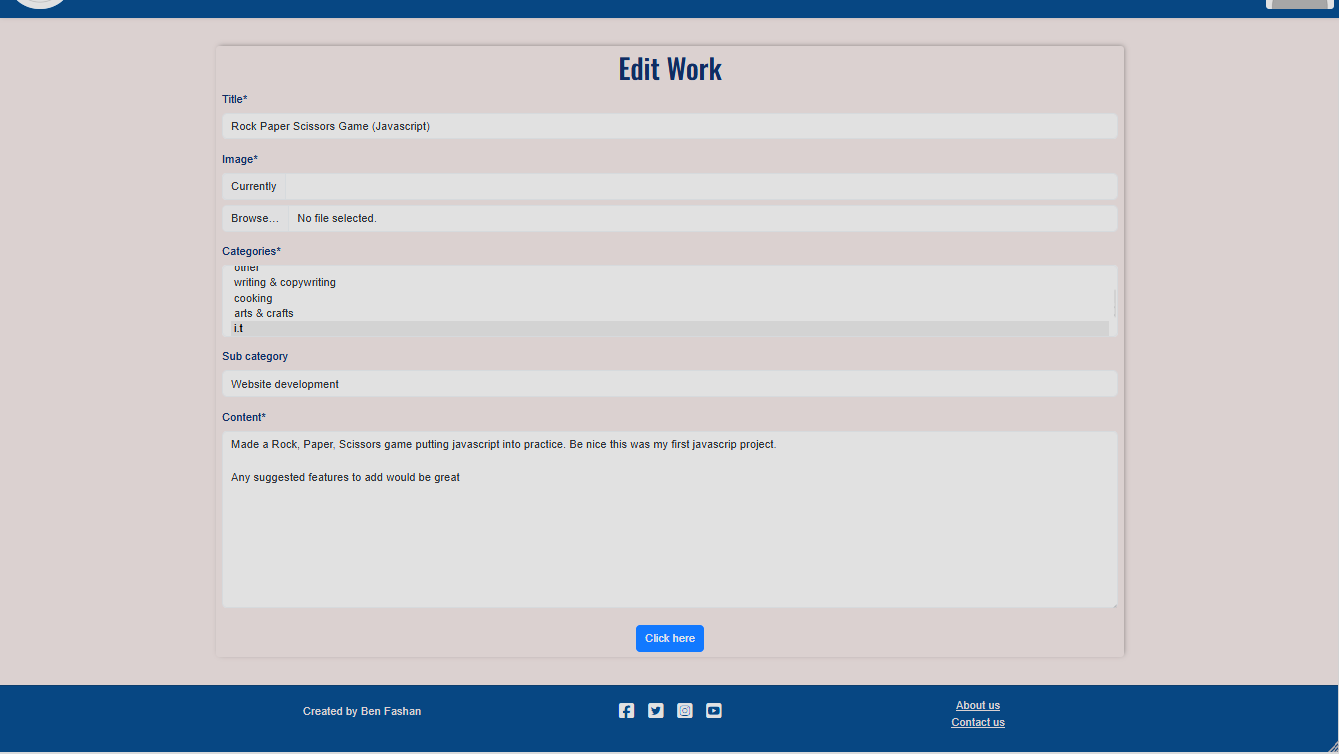 Edit Work
Title*
Rock Paper Scissors Game (Javascript)
Image*
Currently
Browse... No file selected.
Categories*
other
writing & copywriting
cooking
arts & crafts
i.t
Sub category
Website development
Content*
Made a Rock, Paper, Scissors game putting javascript into practice. Be nice this was my first javascrip project.
Any suggested features to add would be great
Click here
Created by Ben Fashan
About us
Contact us